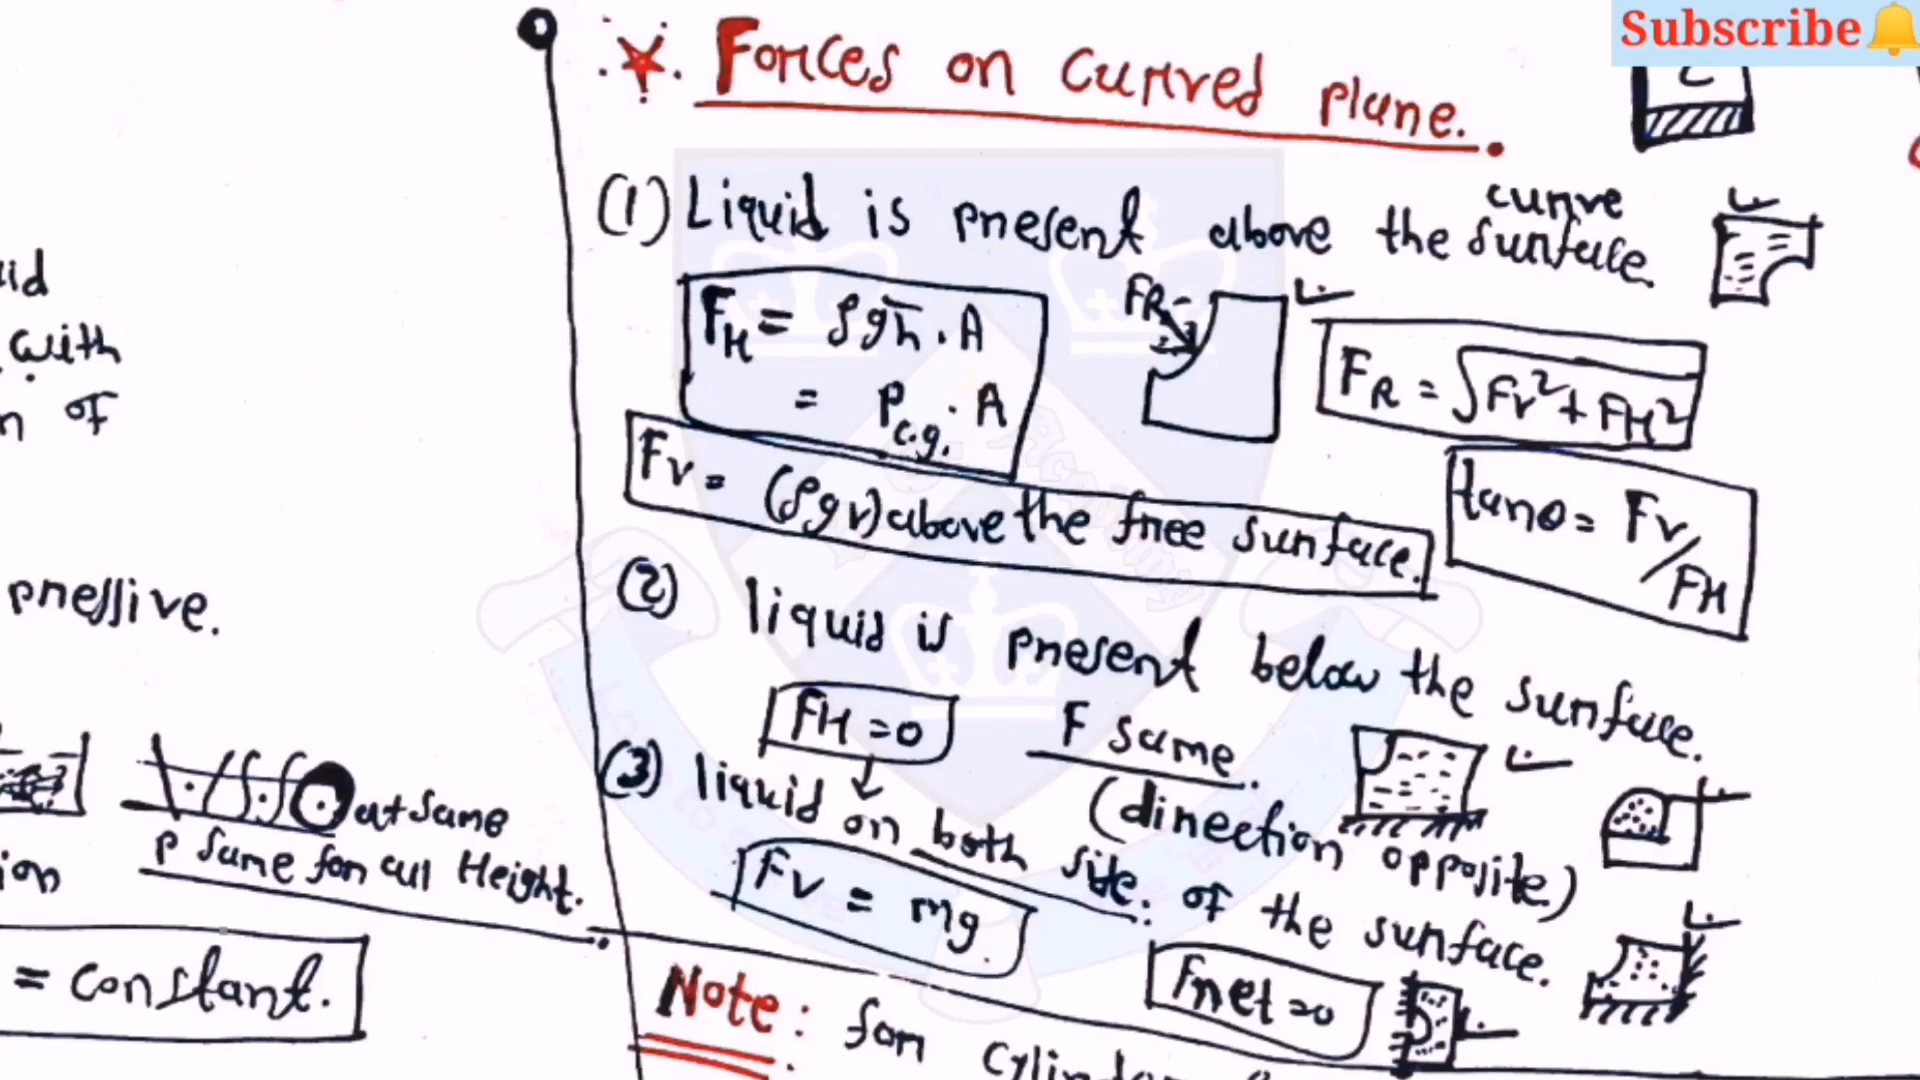 Subscribe
Forces on curved plane.
(1) Liquid is present above the curve surface.
FH = ρgh̄ . A
= Pc.g. . A
FR
FR = √Fv² + FH²
Fv = (ρgv) above the free surface.
tanθ = Fv/FH
(2) liquid is present below the surface.
FH = 0
F same.
(direction opposite)
(3) liquid on both side of the surface.
Fv = mg.
Fnet = 0
Note: for
uid
with
n of
pressive.
at same
P same for all Height.
ion
= constant.
C